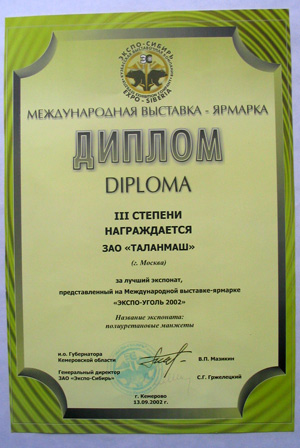 ЭКСПО-СИБИРЬ
ЭС
EXPO-SIBERIA
МЕЖДУНАРОДНАЯ ВЫСТАВКА - ЯРМАРКА
ДИПЛОМ
DIPLOMA
III СТЕПЕНИ
НАГРАЖДАЕТСЯ
ЗАО «ТАЛАНМАШ»
(г. Москва)
за лучший экспонат,
представленный на Международной выставке-ярмарке
«ЭКСПО-УГОЛЬ 2002»
Название экспоната:
полиуретановые манжеты
и.о. Губернатора
Кемеровской области
В.П. Мазикин
Генеральный директор
ЗАО «Экспо-Сибирь»
С.Г. Гржелецкий
г. Кемерово
13.09.2002 г.